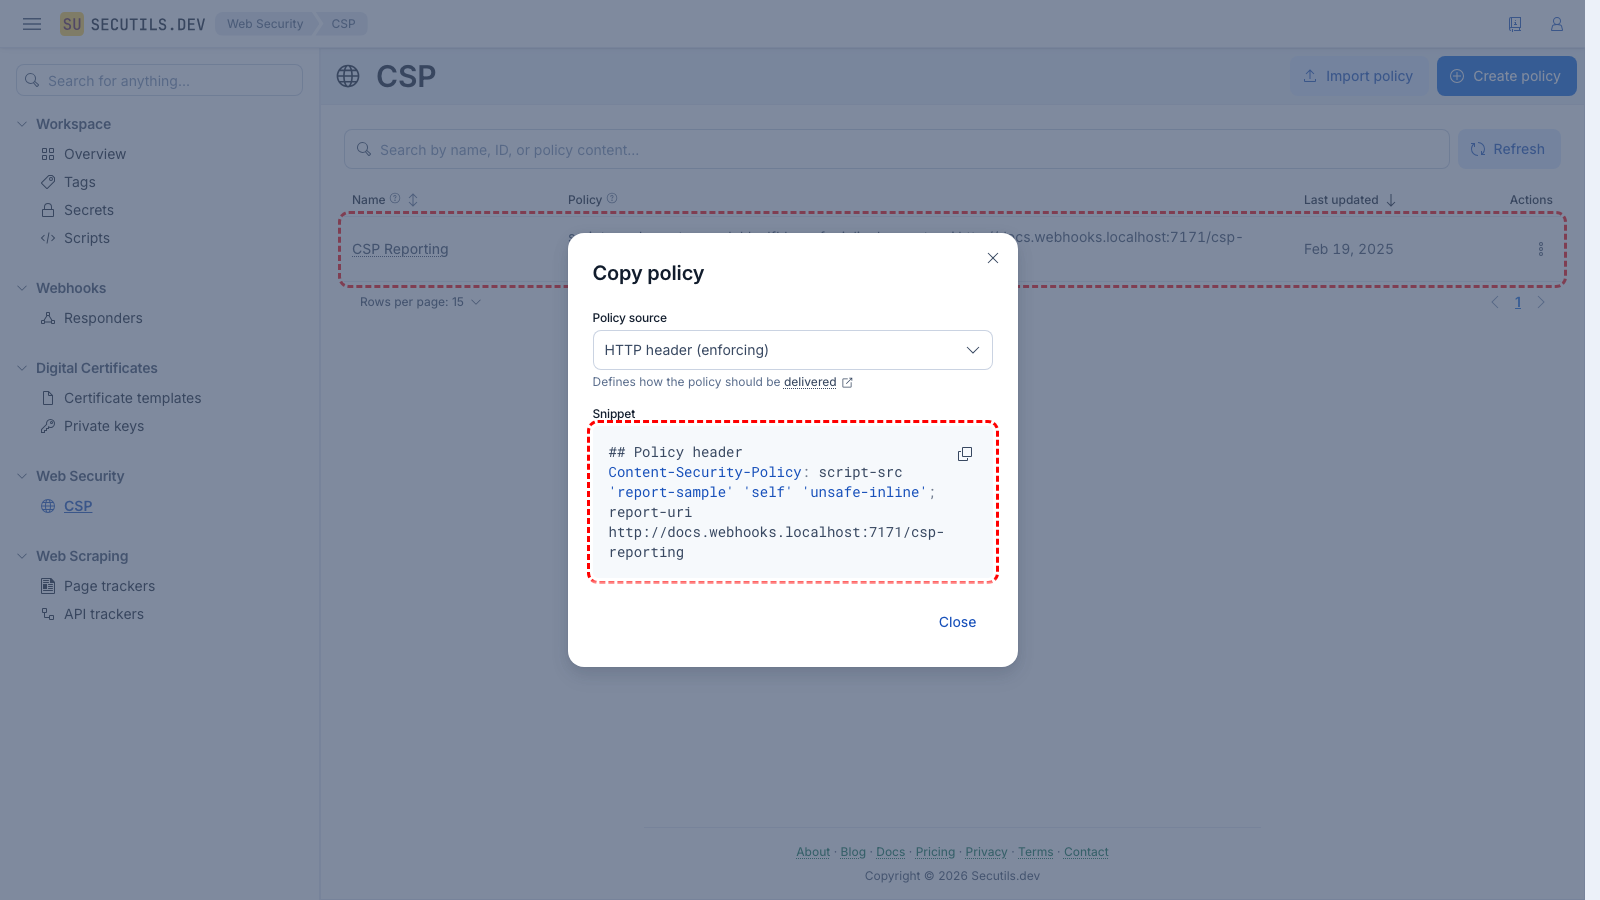 SU SECUTILS.DEV Web Security CSP
Search for anything...
CSP
Import policy
Create policy
Workspace
Overview
Tags
Secrets
Scripts
Webhooks
Responders
Digital Certificates
Certificate templates
Private keys
Web Security
CSP
Web Scraping
Page trackers
API trackers
Search by name, ID, or policy content...
Refresh
Name Policy Last updated Actions
CSP Reporting
docs.webhooks.localhost:7171/csp-
Feb 19, 2025
Rows per page: 15
1
Copy policy
Policy source
HTTP header (enforcing)
Defines how the policy should be delivered
Snippet
## Policy header
Content-Security-Policy: script-src
'report-sample' 'self' 'unsafe-inline';
report-uri
http://docs.webhooks.localhost:7171/csp-
reporting
Close
About · Blog · Docs · Pricing · Privacy · Terms · Contact
Copyright © 2026 Secutils.dev